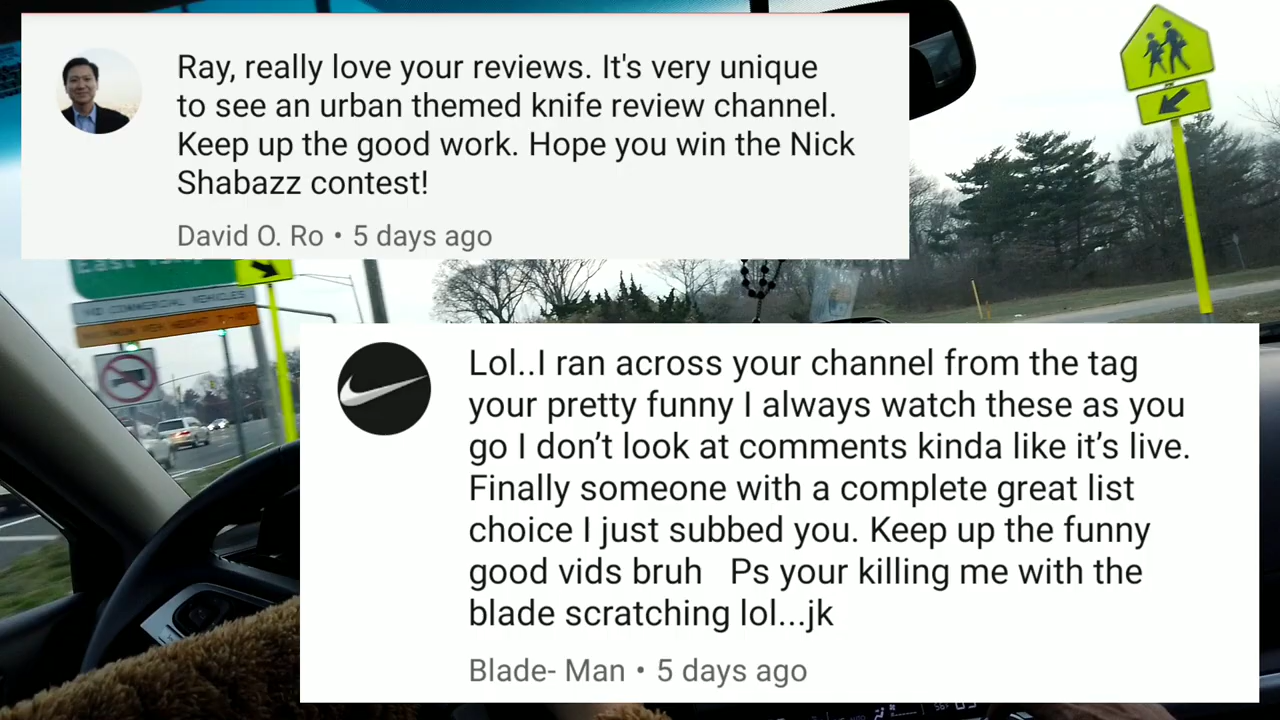 Ray, really love your reviews. It's very unique
to see an urban themed knife review channel.
Keep up the good work. Hope you win the Nick
Shabazz contest!
David O. Ro • 5 days ago
NO COMMERCIAL VEHICLES
Lol..I ran across your channel from the tag
your pretty funny I always watch these as you
go I don’t look at comments kinda like it’s live.
Finally someone with a complete great list
choice I just subbed you. Keep up the funny
good vids bruh Ps your killing me with the
blade scratching lol...jk
Blade- Man • 5 days ago